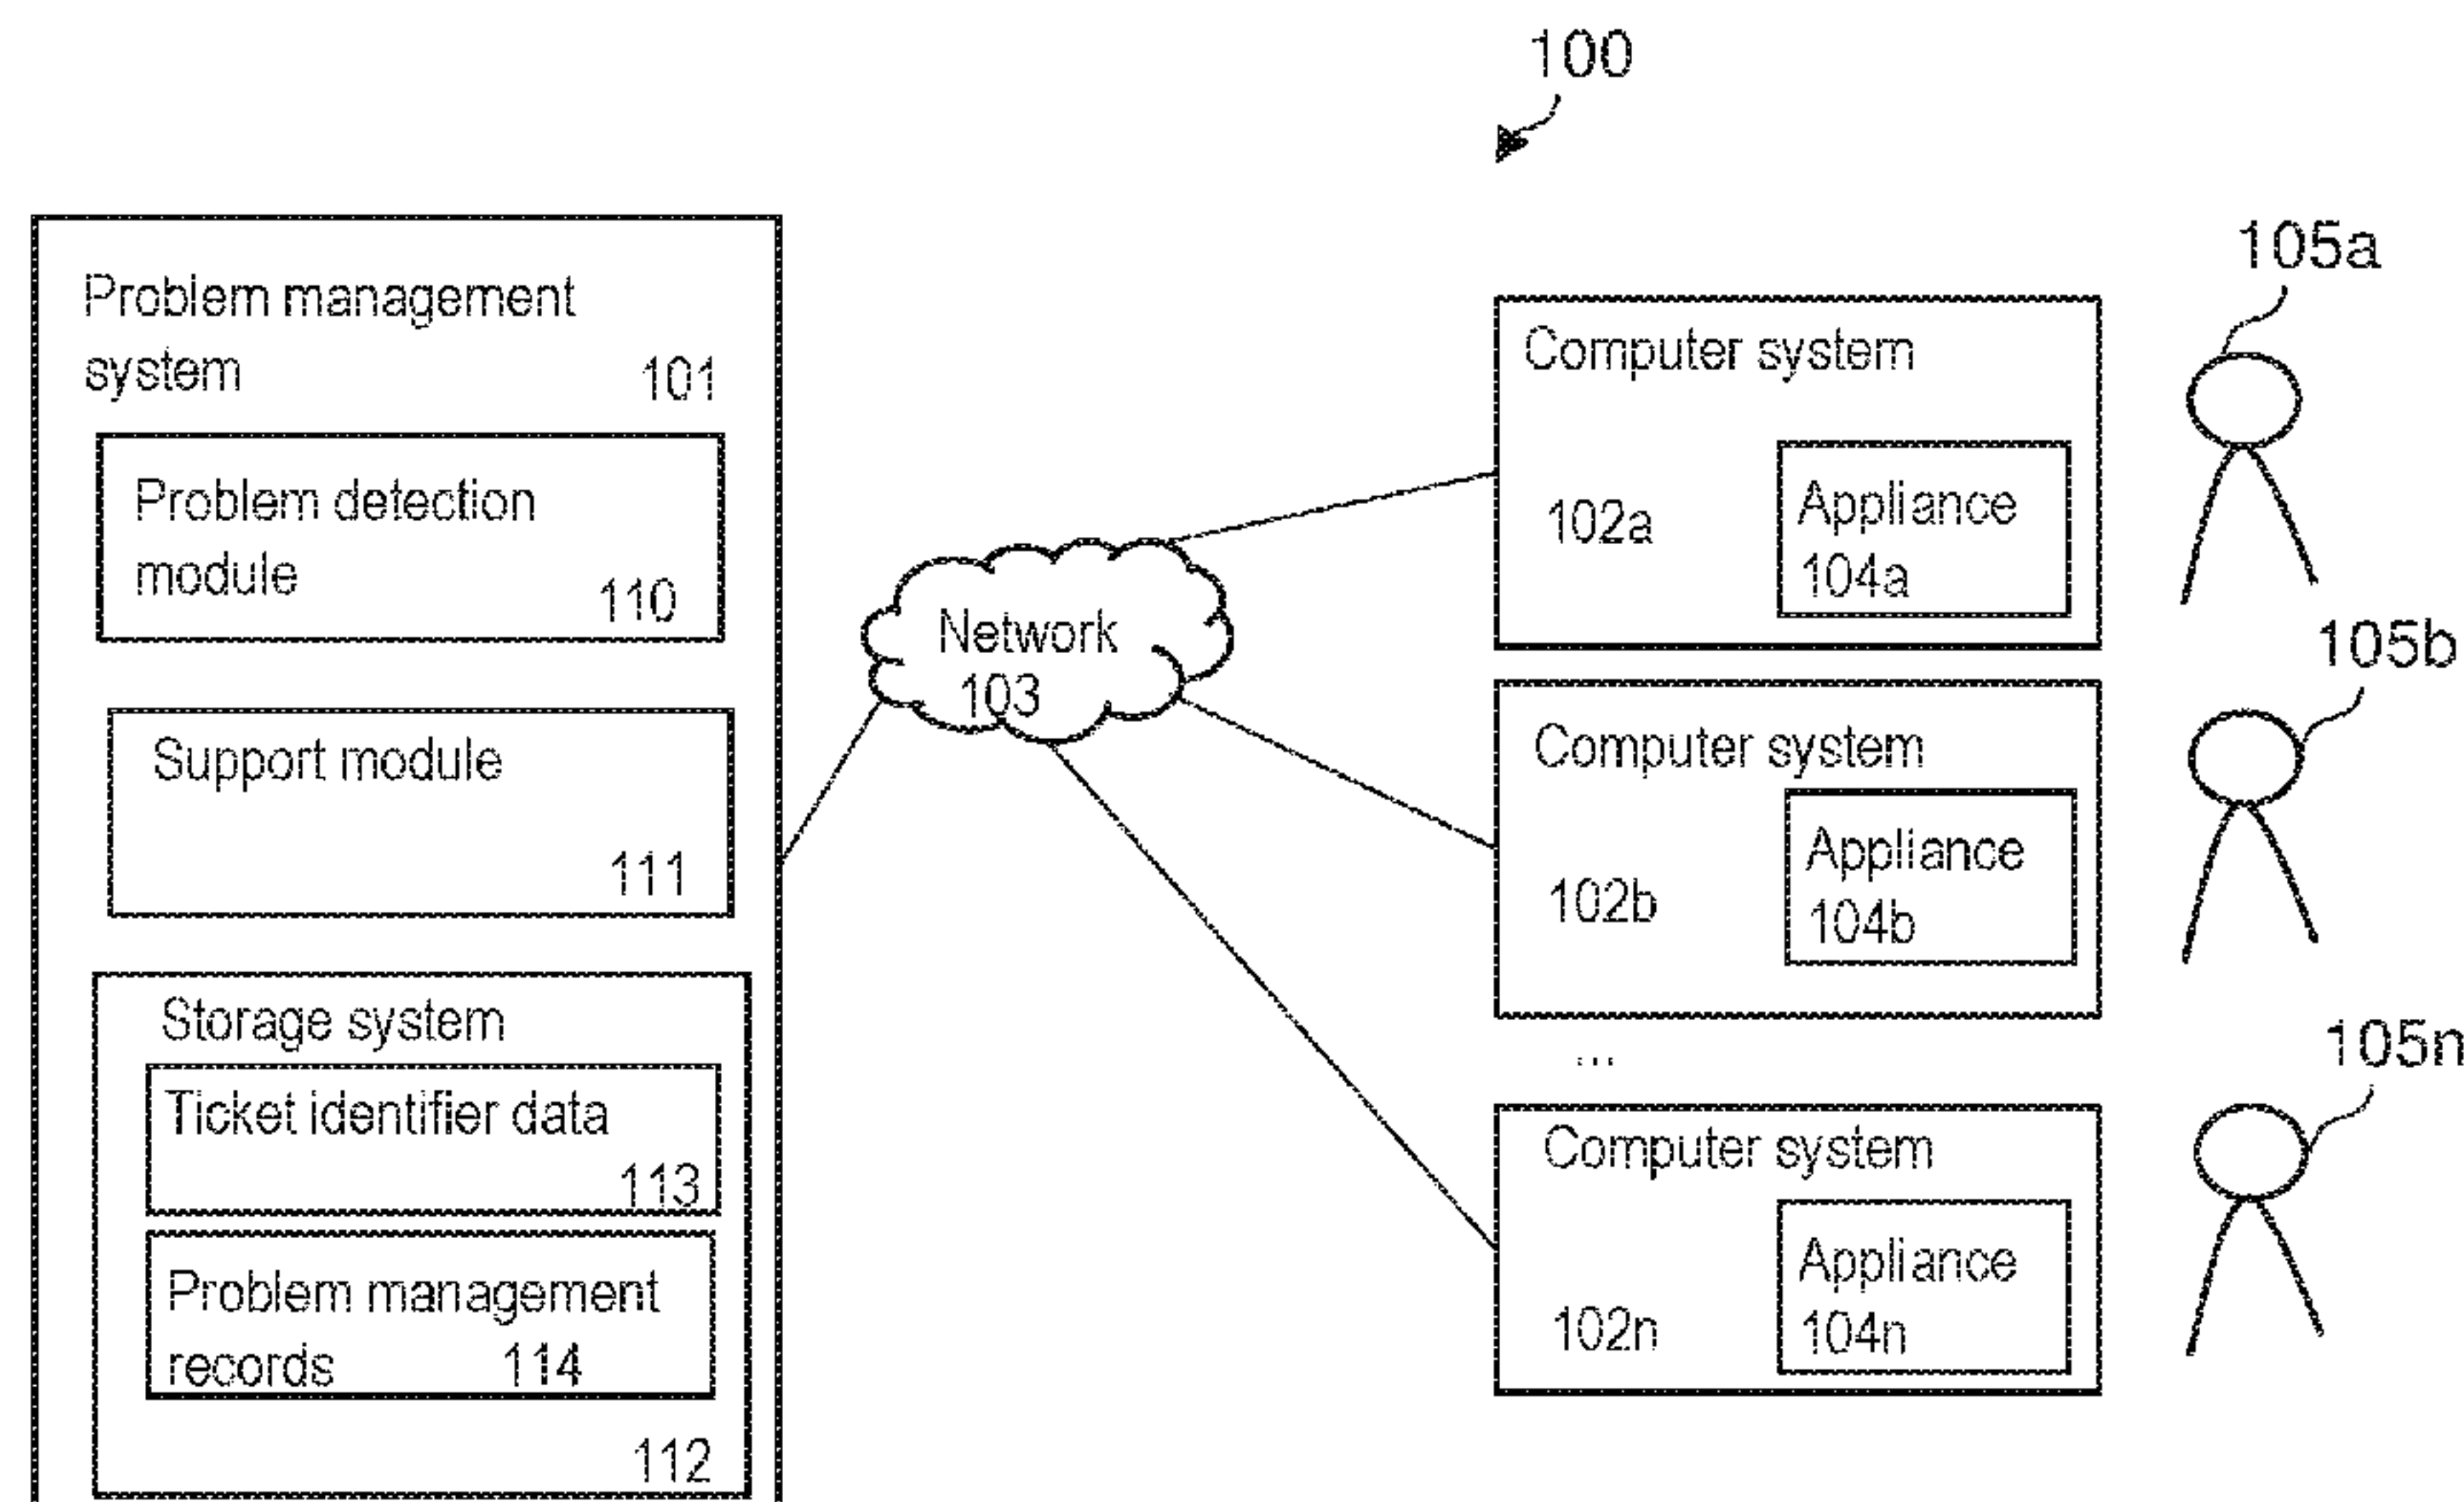 100
Problem management
system 101
Problem detection
module 110
Support module
111
Storage system
Ticket identifier data
113
Problem management
records 114
112
Network
103
Computer system
102a
Appliance
104a
105a
Computer system
102b
Appliance
104b
105b
...
Computer system
102n
Appliance
104n
105n